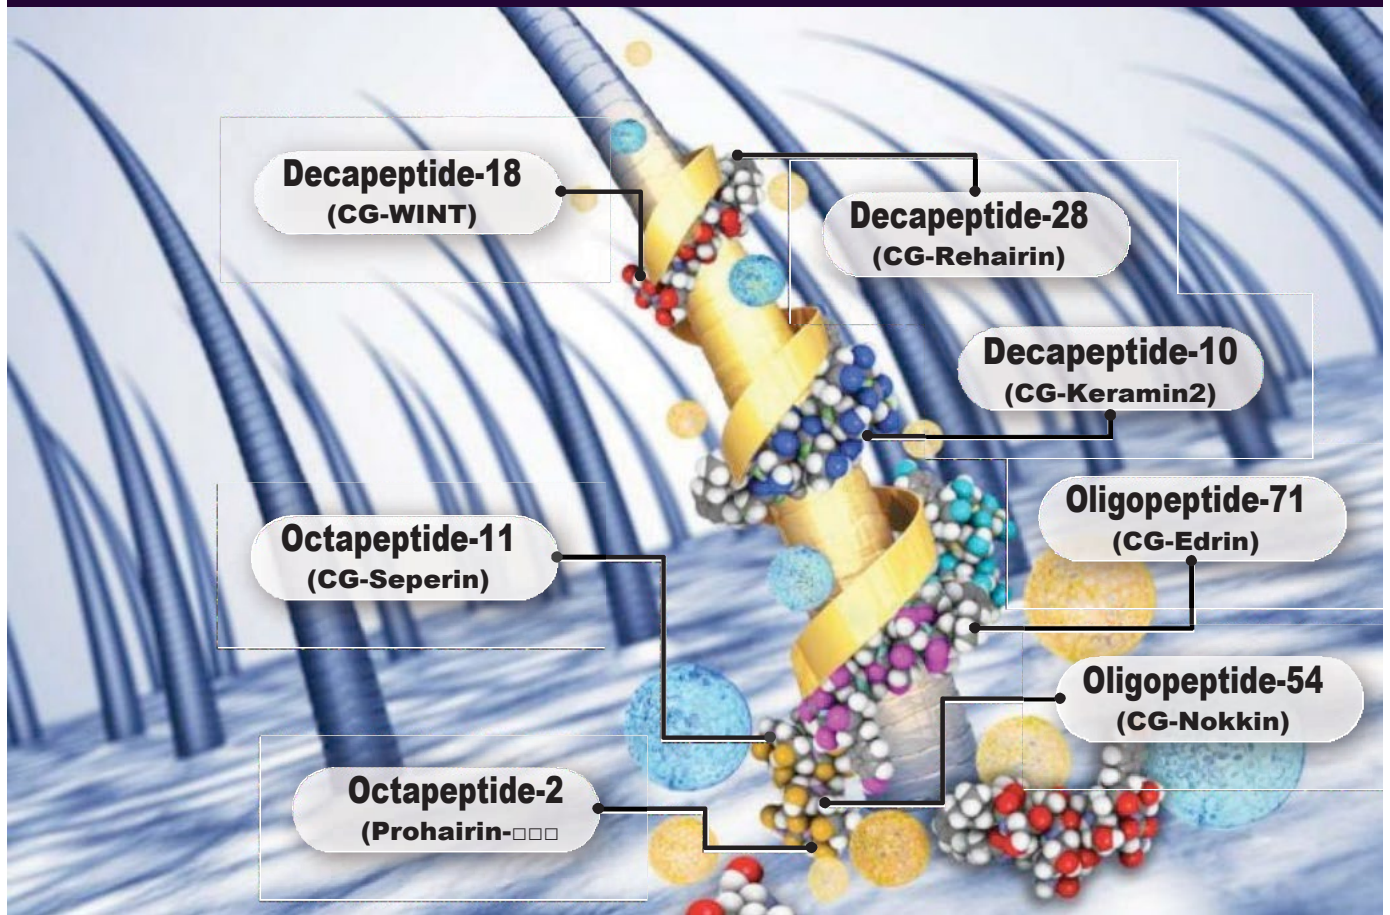 Decapeptide-18
(CG-WINT)
Decapeptide-28
(CG-Rehairin)
Decapeptide-10
(CG-Keramin2)
Oligopeptide-71
(CG-Edrin)
Octapeptide-11
(CG-Seperin)
Oligopeptide-54
(CG-Nokkin)
Octapeptide-2
(Prohairin-□□□